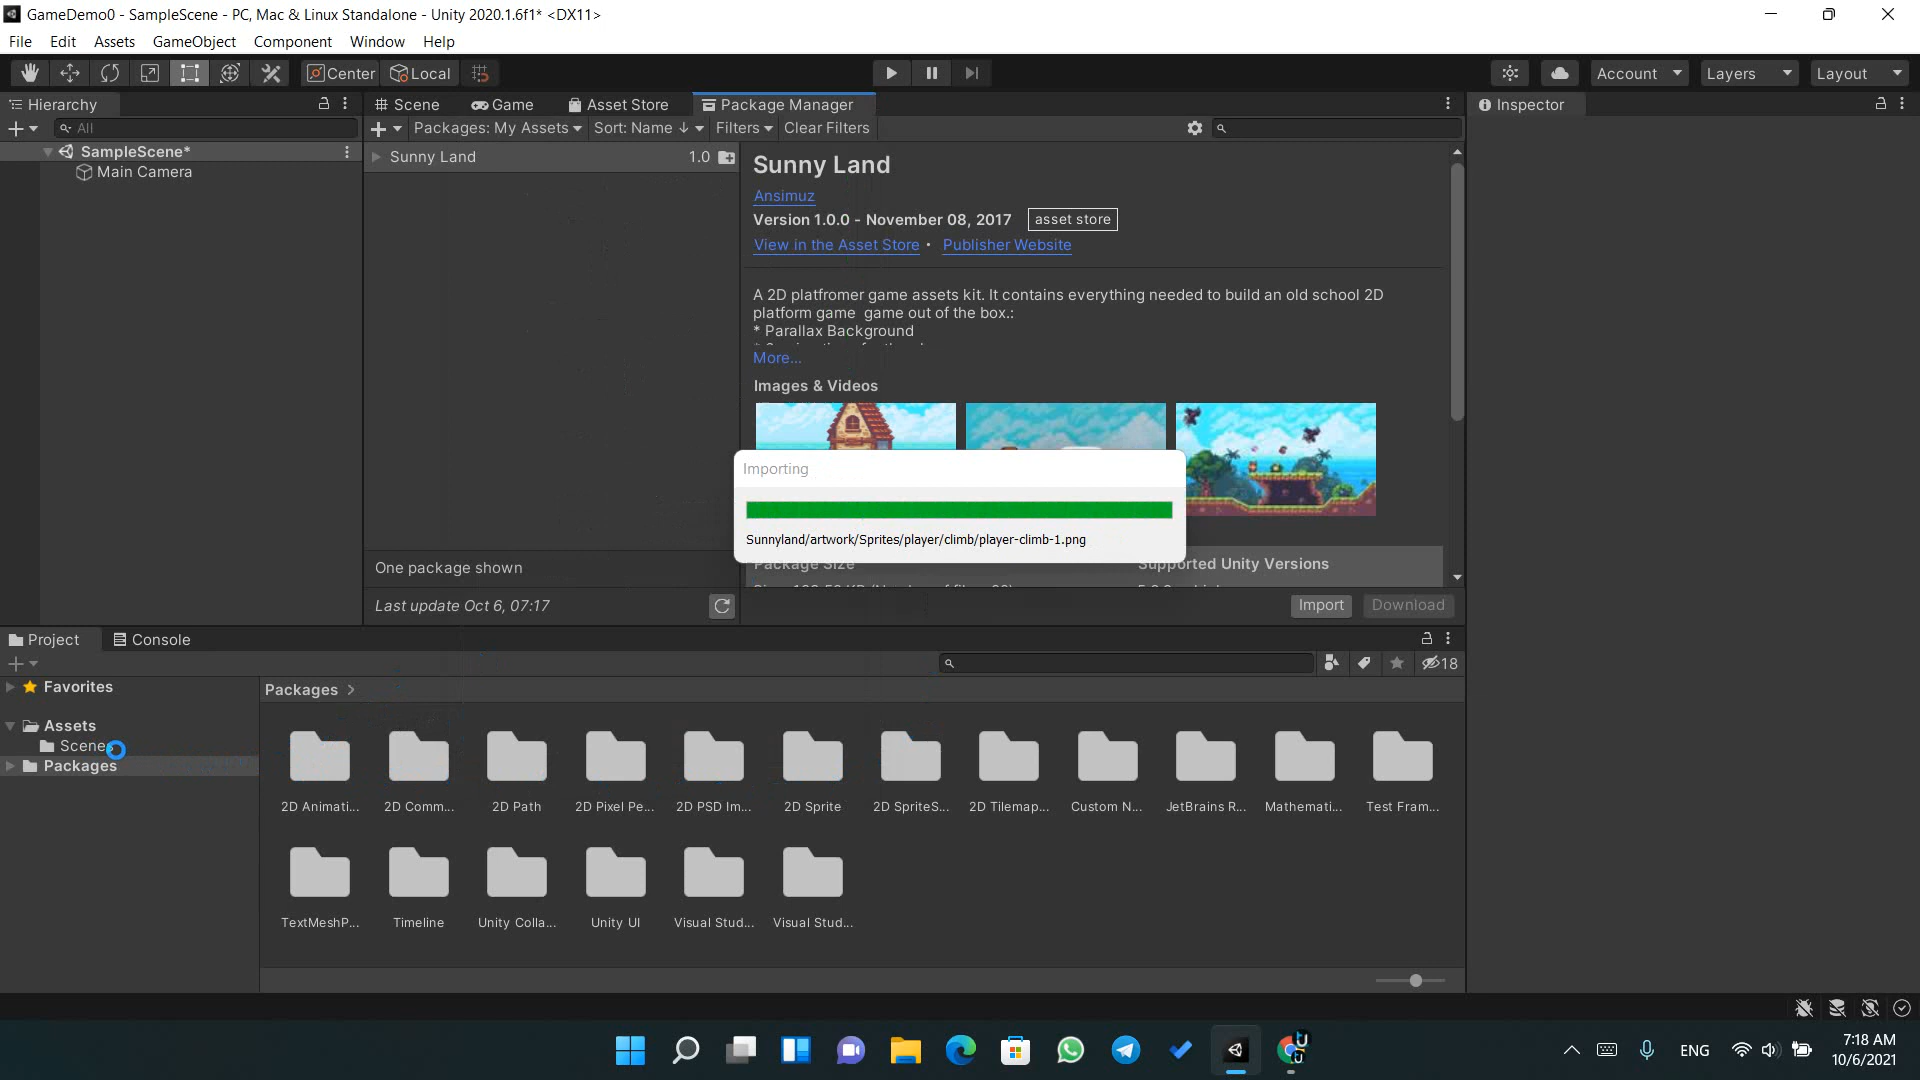 GameDemo0 - SampleScene - PC, Mac & Linux Standalone - Unity 2020.1.6f1* <DX11>
File Edit Assets GameObject Component Window Help
Center Local
Account Layers Layout
Hierarchy
Scene Game Asset Store Package Manager
Inspector
All
Packages: My Assets Sort: Name ↓ Filters Clear Filters
SampleScene*
Main Camera
Sunny Land 1.0
Sunny Land
Ansimuz
Version 1.0.0 - November 08, 2017 asset store
View in the Asset Store · Publisher Website
A 2D platfromer game assets kit. It contains everything needed to build an old school 2D
platform game game out of the box.:
* Parallax Background
More...
Images & Videos
Importing
Sunnyland/artwork/Sprites/player/climb/player-climb-1.png
Package Size Supported Unity Versions
One package shown
Last update Oct 6, 07:17
Import Download
Project Console
18
Favorites
Assets
Scenes
Packages
Packages >
2D Animati... 2D Comm... 2D Path 2D Pixel Pe... 2D PSD Im... 2D Sprite 2D SpriteS... 2D Tilemap... Custom N... JetBrains R... Mathemati... Test Fram...
TextMeshP... Timeline Unity Colla... Unity UI Visual Stud... Visual Stud...
ENG
7:18 AM
10/6/2021